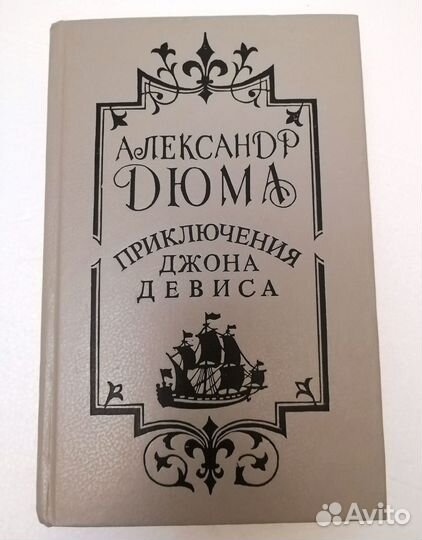 АЛЕКСАНДР
ДЮМА
ПРИКЛЮЧЕНИЯ
ДЖОНА
ДЕВИСА
Avito